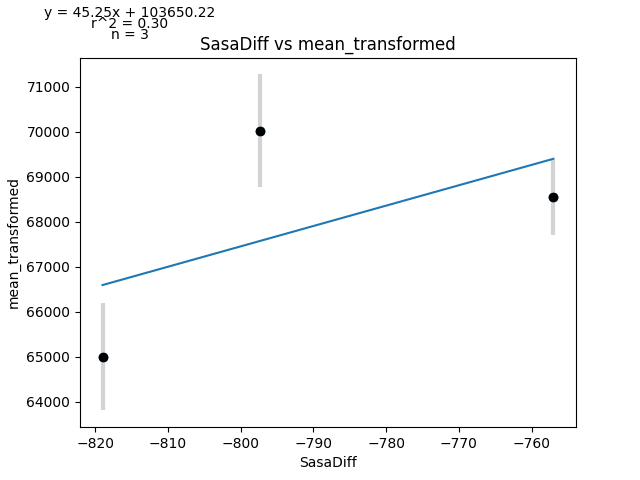 y = 45.25x + 103650.22
r^2 = 0.30
n = 3
SasaDiff vs mean_transformed
71000
70000
69000
68000
67000
66000
65000
64000
mean_transformed
−820 −810 −800 −790 −780 −770 −760
SasaDiff